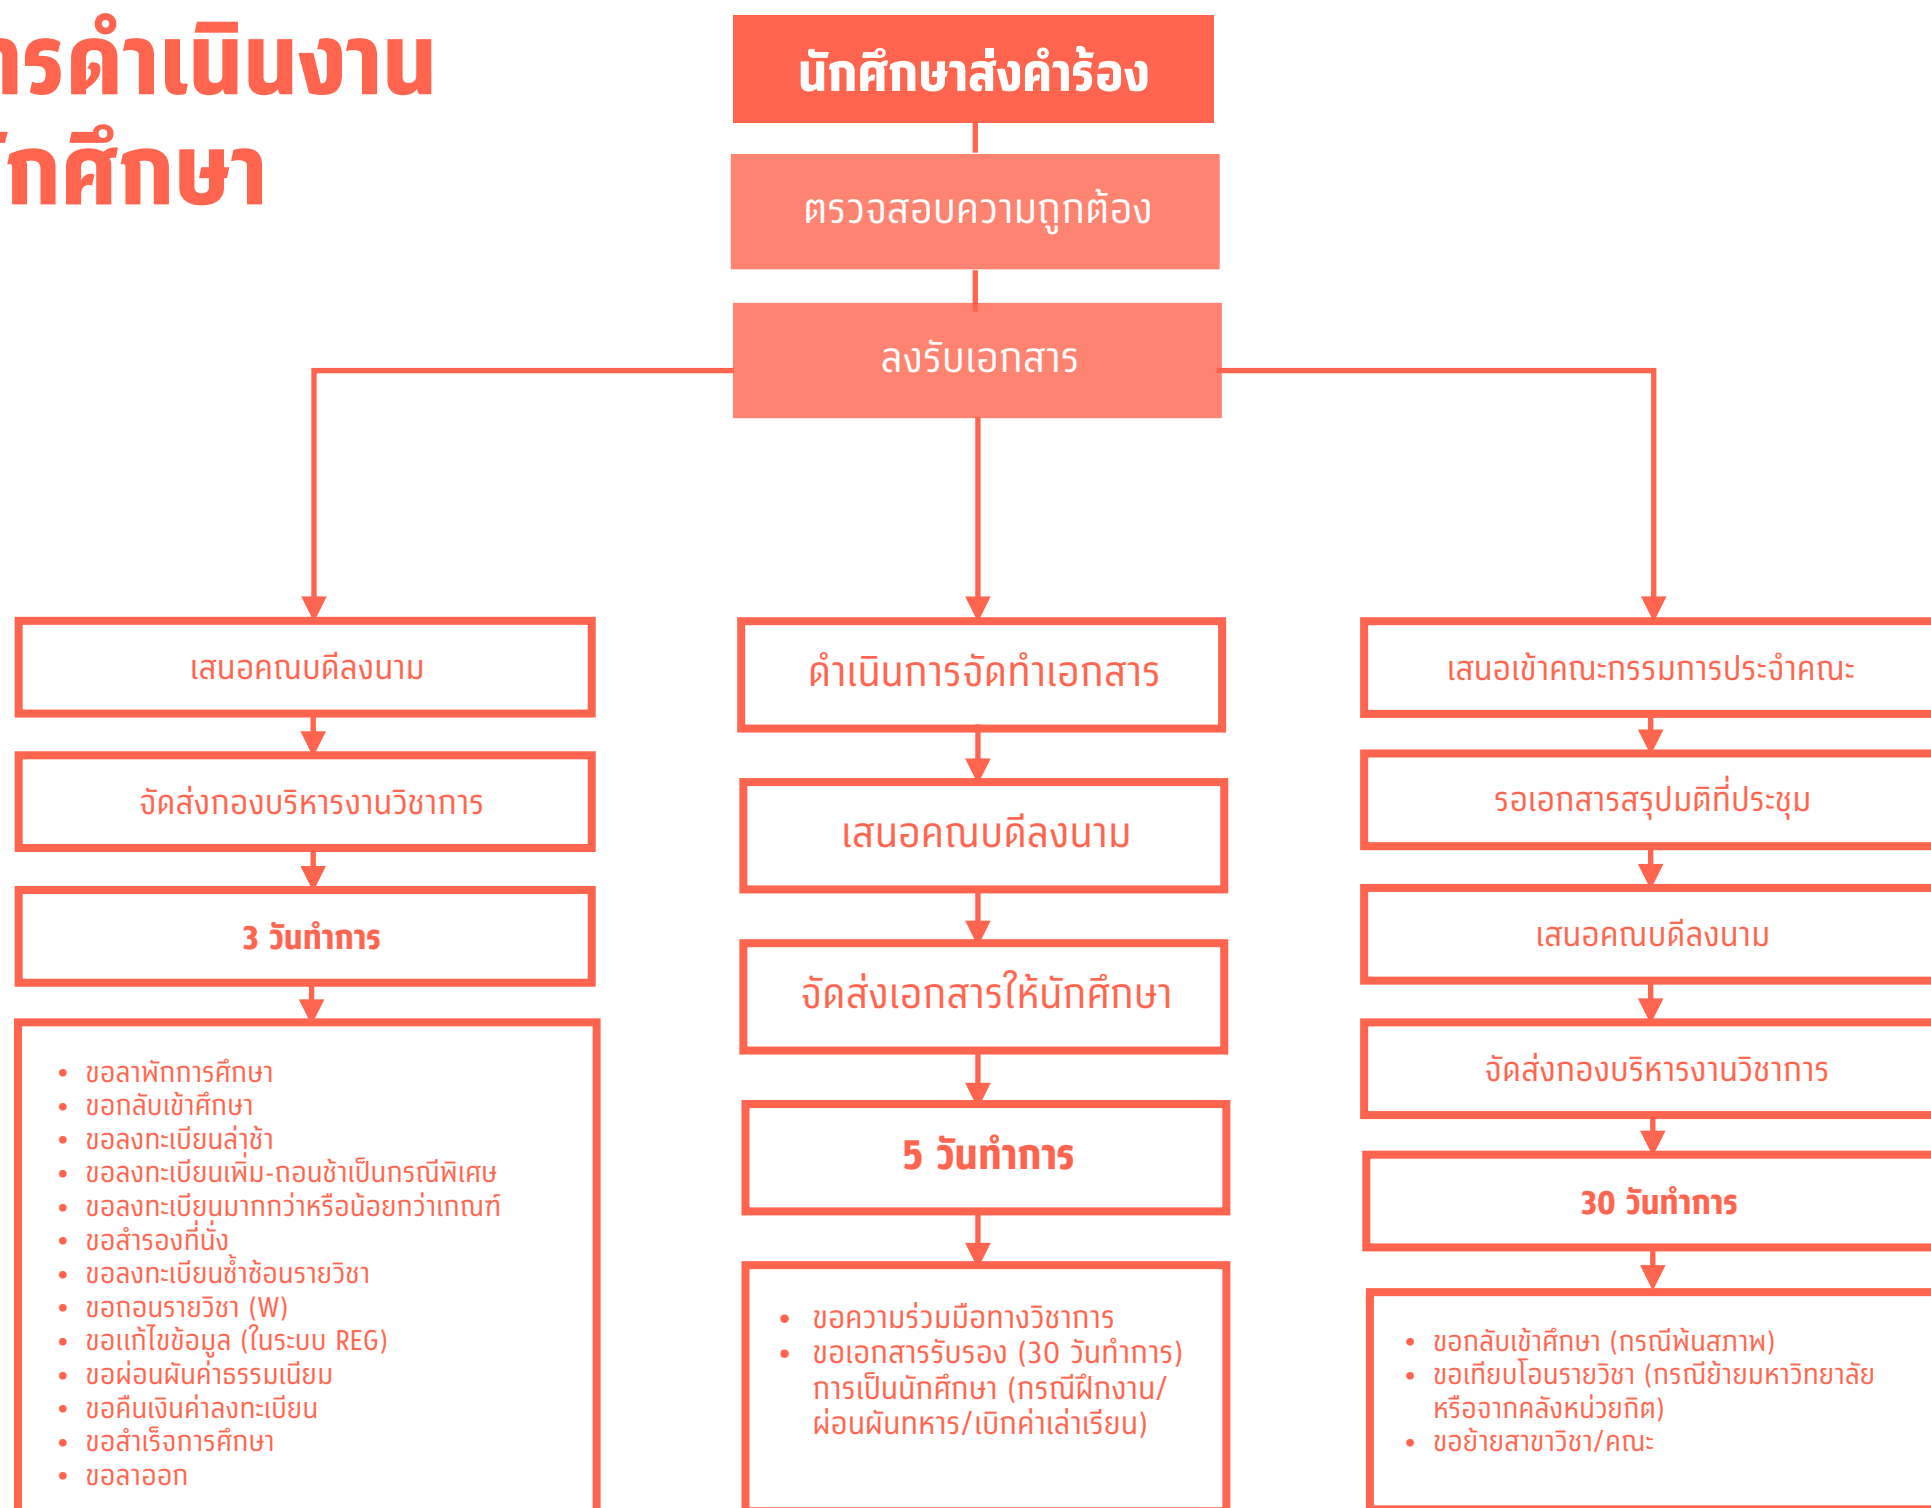 ารดำเนินงาน
ักศึกษา
นักศึกษาส่งคำร้อง
ตรวจสอบความถูกต้อง
ลงรับเอกสาร
เสนอคณบดีลงนาม
จัดส่งกองบริหารงานวิชาการ
3 วันทำการ
• ขอลาพักการศึกษา
• ขอกลับเข้าศึกษา
• ขอลงทะเบียนล่าช้า
• ขอลงทะเบียนเพิ่ม-ถอนช้าเป็นกรณีพิเศษ
• ขอลงทะเบียนมากกว่าหรือน้อยกว่าเกณฑ์
• ขอสำรองที่นั่ง
• ขอลงทะเบียนซ้ำซ้อนรายวิชา
• ขอถอนรายวิชา (W)
• ขอแก้ไขข้อมูล (ในระบบ REG)
• ขอผ่อนผันค่าธรรมเนียม
• ขอคืนเงินค่าลงทะเบียน
• ขอสำเร็จการศึกษา
• ขอลาออก
ดำเนินการจัดทำเอกสาร
เสนอคณบดีลงนาม
จัดส่งเอกสารให้นักศึกษา
5 วันทำการ
• ขอความร่วมมือทางวิชาการ
• ขอเอกสารรับรอง (30 วันทำการ)
การเป็นนักศึกษา (กรณีฝึกงาน/
ผ่อนผันทหาร/เบิกค่าเล่าเรียน)
เสนอเข้าคณะกรรมการประจำคณะ
รอเอกสารสรุปมติที่ประชุม
เสนอคณบดีลงนาม
จัดส่งกองบริหารงานวิชาการ
30 วันทำการ
• ขอกลับเข้าศึกษา (กรณีพ้นสภาพ)
• ขอเทียบโอนรายวิชา (กรณีย้ายมหาวิทยาลัย
หรือจากคลังหน่วยกิต)
• ขอย้ายสาขาวิชา/คณะ